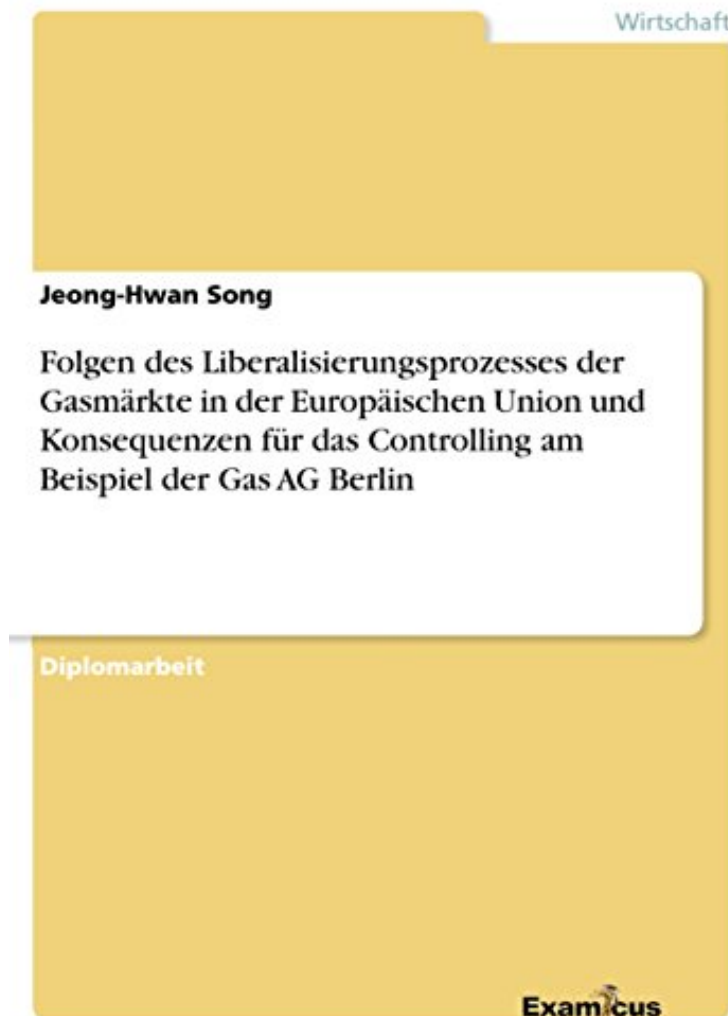 Wirtschaft
Jeong-Hwan Song
Folgen des Liberalisierungsprozesses der
Gasmärkte in der Europäischen Union und
Konsequenzen für das Controlling am
Beispiel der Gas AG Berlin
Diplomarbeit
Examicus